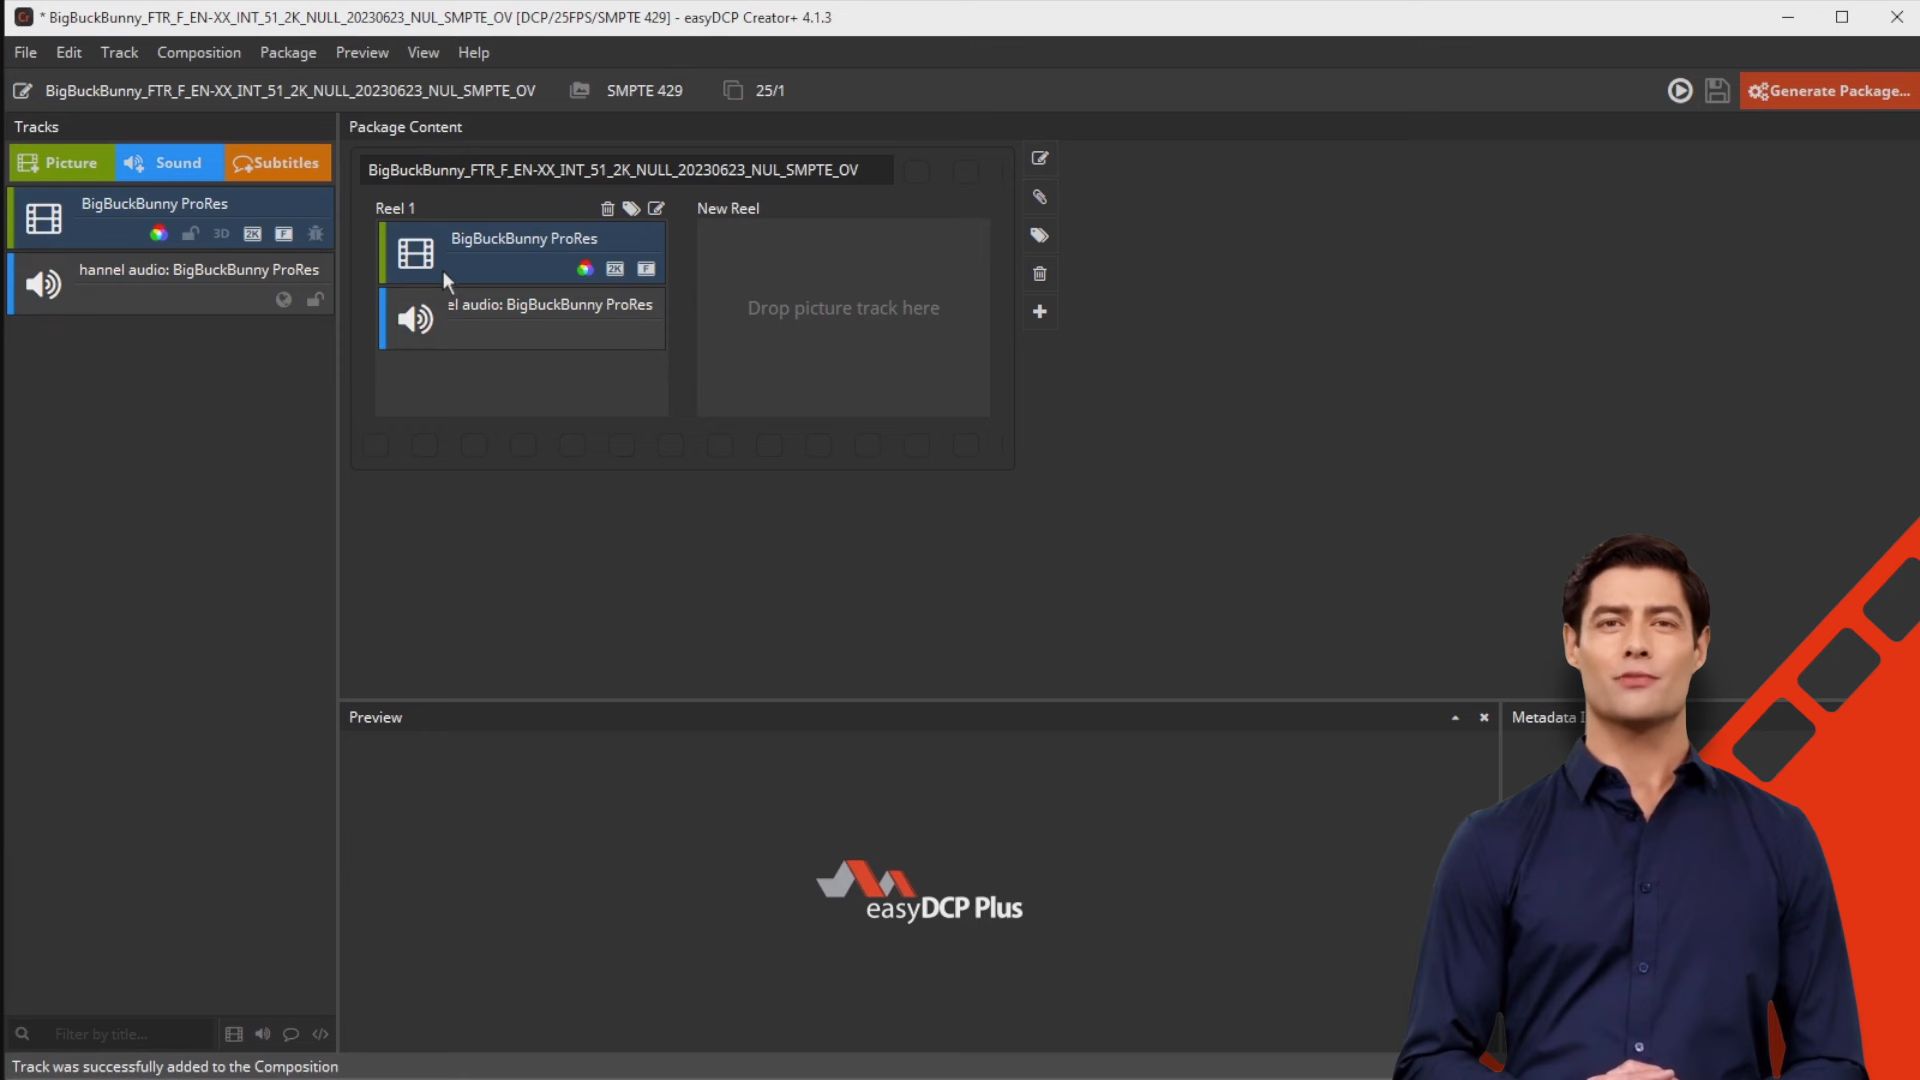 * BigBuckBunny_FTR_F_EN-XX_INT_51_2K_NULL_20230623_NUL_SMPTE_OV [DCP/25FPS/SMPTE 429] - easyDCP Creator+ 4.1.3
File Edit Track Composition Package Preview View Help
BigBuckBunny_FTR_F_EN-XX_INT_51_2K_NULL_20230623_NUL_SMPTE_OV SMPTE 429 25/1 Generate Package...
Tracks
Picture Sound Subtitles
BigBuckBunny ProRes
3D 2K F
hannel audio: BigBuckBunny ProRes
Package Content
BigBuckBunny_FTR_F_EN-XX_INT_51_2K_NULL_20230623_NUL_SMPTE_OV
Reel 1
BigBuckBunny ProRes
2K F
el audio: BigBuckBunny ProRes
New Reel
Drop picture track here
Preview
Metadata I
easyDCP Plus
Filter by title...
Track was successfully added to the Composition